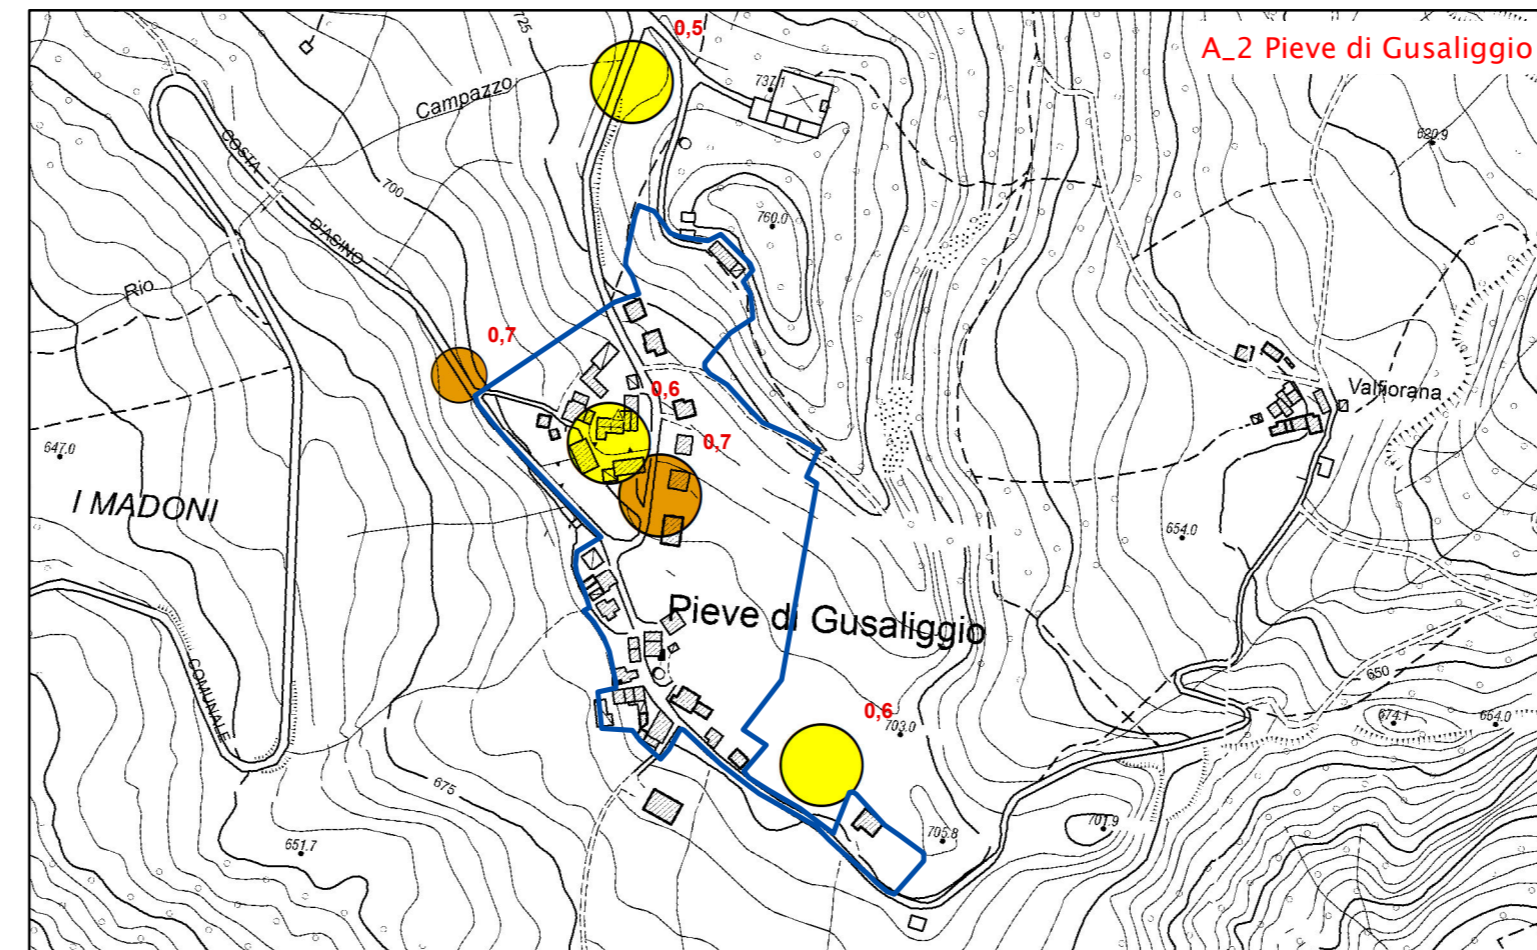 A_2 Pieve di Gusaliggio
725
0,5
737
Campazzo
COSTA
D'ASINO
620.9
700
760.0
Rio
0,7
0,6
0,7
Valfiorana
647.0
I MADONI
654.0
Pieve di Gusaliggio
COMUNALE
650
0,6
703.0
674.1
664.0
675
651.7
705.8
701.9